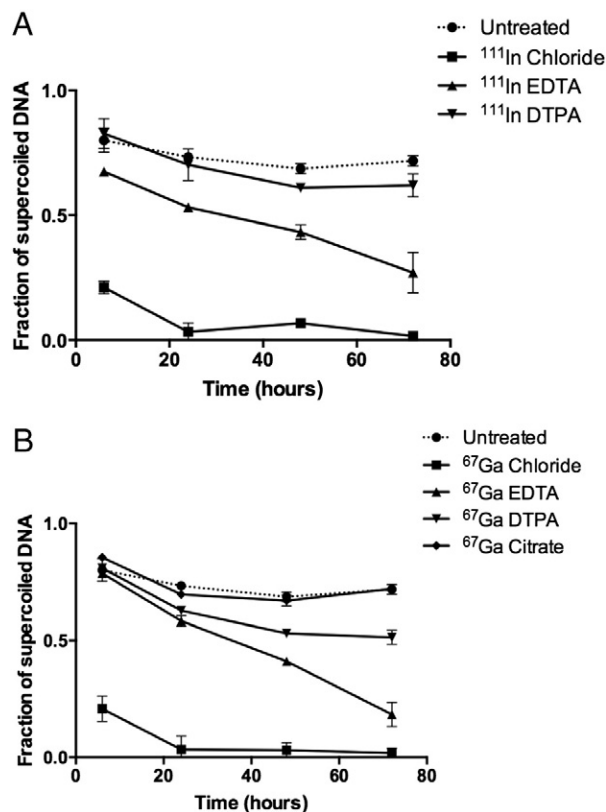 A
Untreated
¹¹¹In Chloride
¹¹¹In EDTA
¹¹¹In DTPA
Fraction of supercoiled DNA
1.0
0.5
0.0
0 20 40 60 80
Time (hours)
B
Untreated
⁶⁷Ga Chloride
⁶⁷Ga EDTA
⁶⁷Ga DTPA
⁶⁷Ga Citrate
Fraction of supercoiled DNA
1.0
0.5
0.0
0 20 40 60 80
Time (hours)